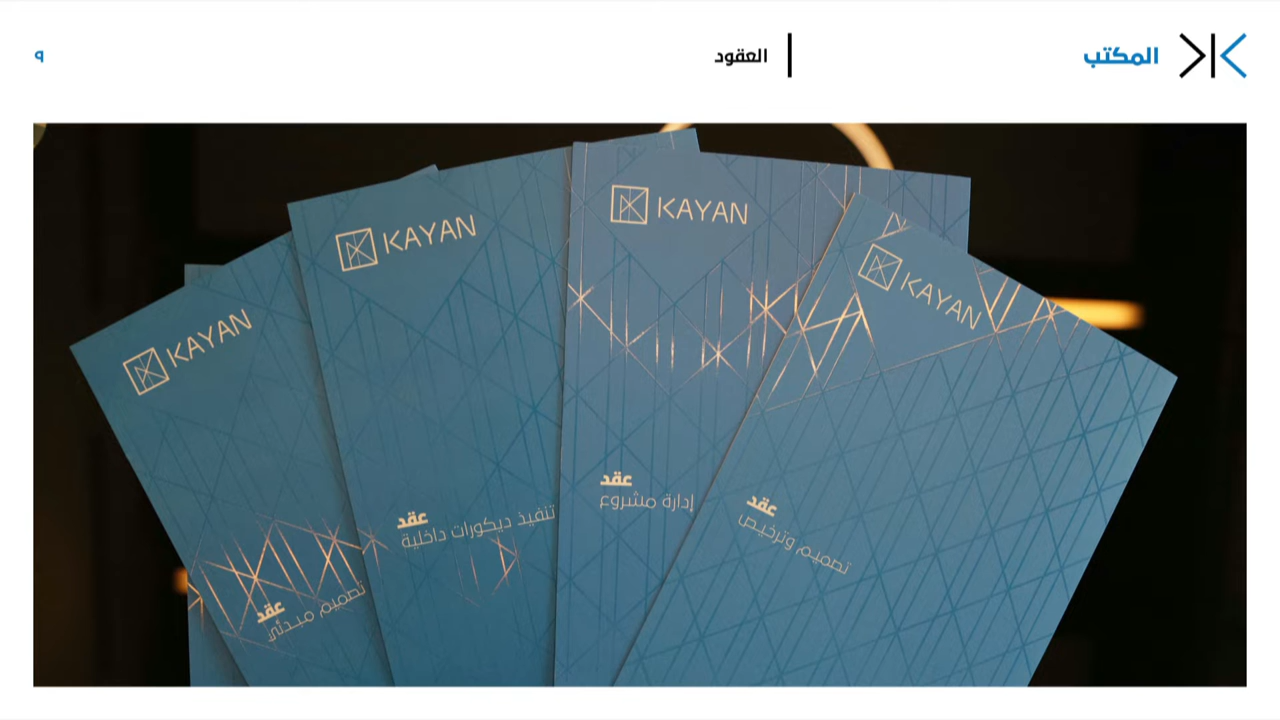 المكتب
العقود
٩
KAYAN
عقد
تصميم وترخيص
KAYAN
عقد
إدارة مشروع
KAYAN
عقد
تنفيذ ديكورات داخلية
KAYAN
عقد
تصميم مبدئي